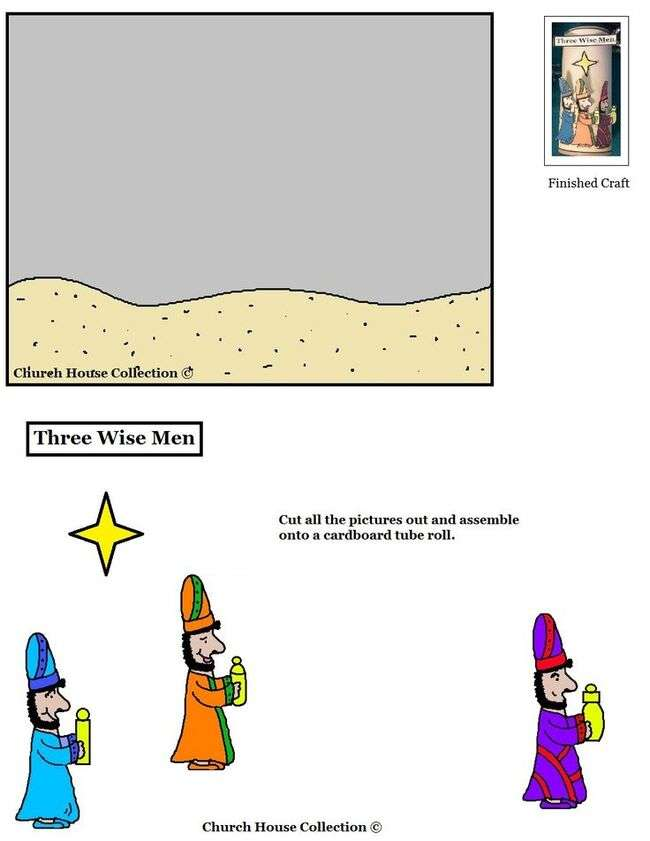 Three Wise Men
Finished Craft
Church House Collection ©
Three Wise Men
Cut all the pictures out and assemble
onto a cardboard tube roll.
Church House Collection ©